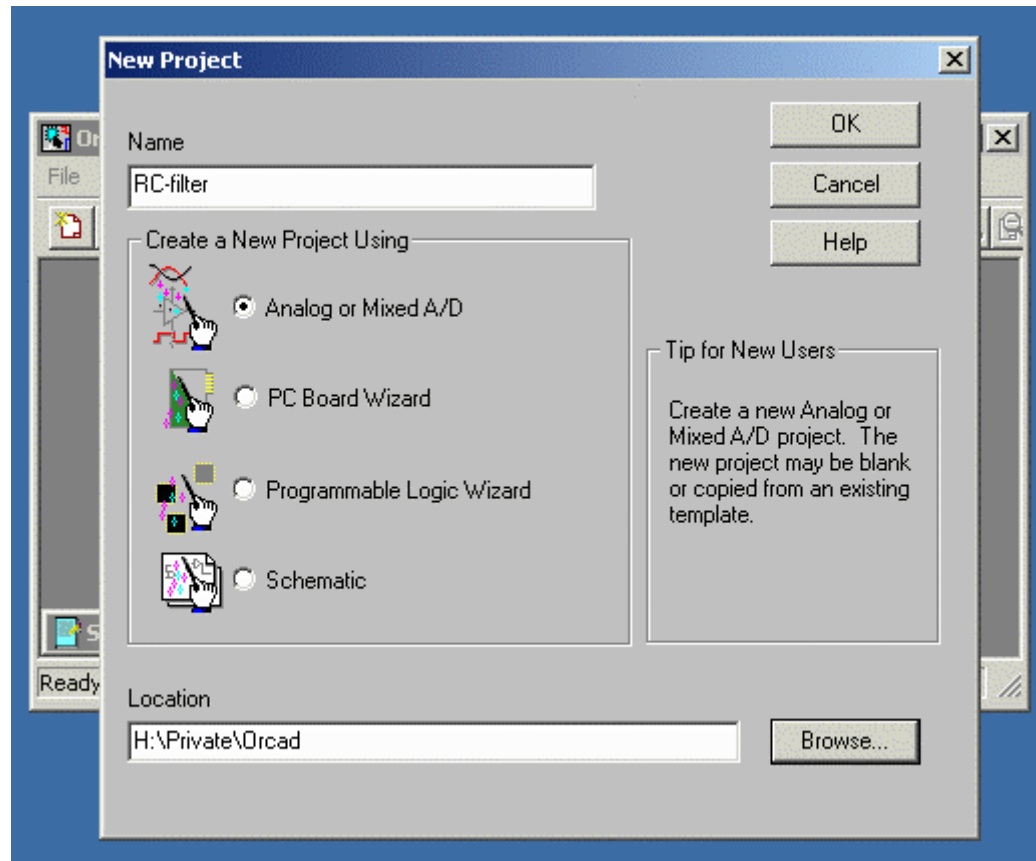 New Project
Or
File
Name
RC-filter
OK
Cancel
Help
Create a New Project Using
Analog or Mixed A/D
PC Board Wizard
Programmable Logic Wizard
Schematic
Tip for New Users
Create a new Analog or
Mixed A/D project. The
new project may be blank
or copied from an existing
template.
S
Ready
Location
H:\Private\Orcad
Browse...